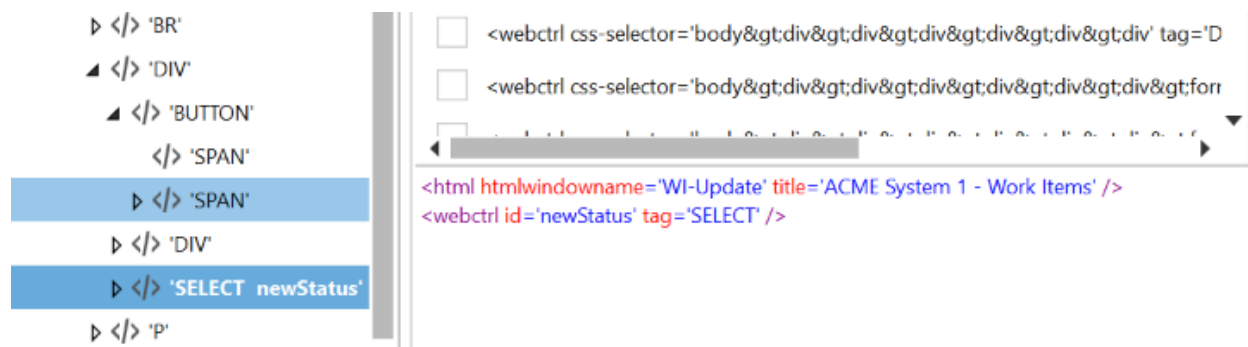 </> 'BR'
</> 'DIV'
</> 'BUTTON'
</> 'SPAN'
</> 'SPAN'
</> 'DIV'
</> 'SELECT newStatus'
</> 'P'
<webctrl css-selector='body&gt;div&gt;div&gt;div&gt;div&gt;div&gt;div' tag='D
<webctrl css-selector='body&gt;div&gt;div&gt;div&gt;div&gt;div&gt;forr
<html htmlwindowname='WI-Update' title='ACME System 1 - Work Items' />
<webctrl id='newStatus' tag='SELECT' />